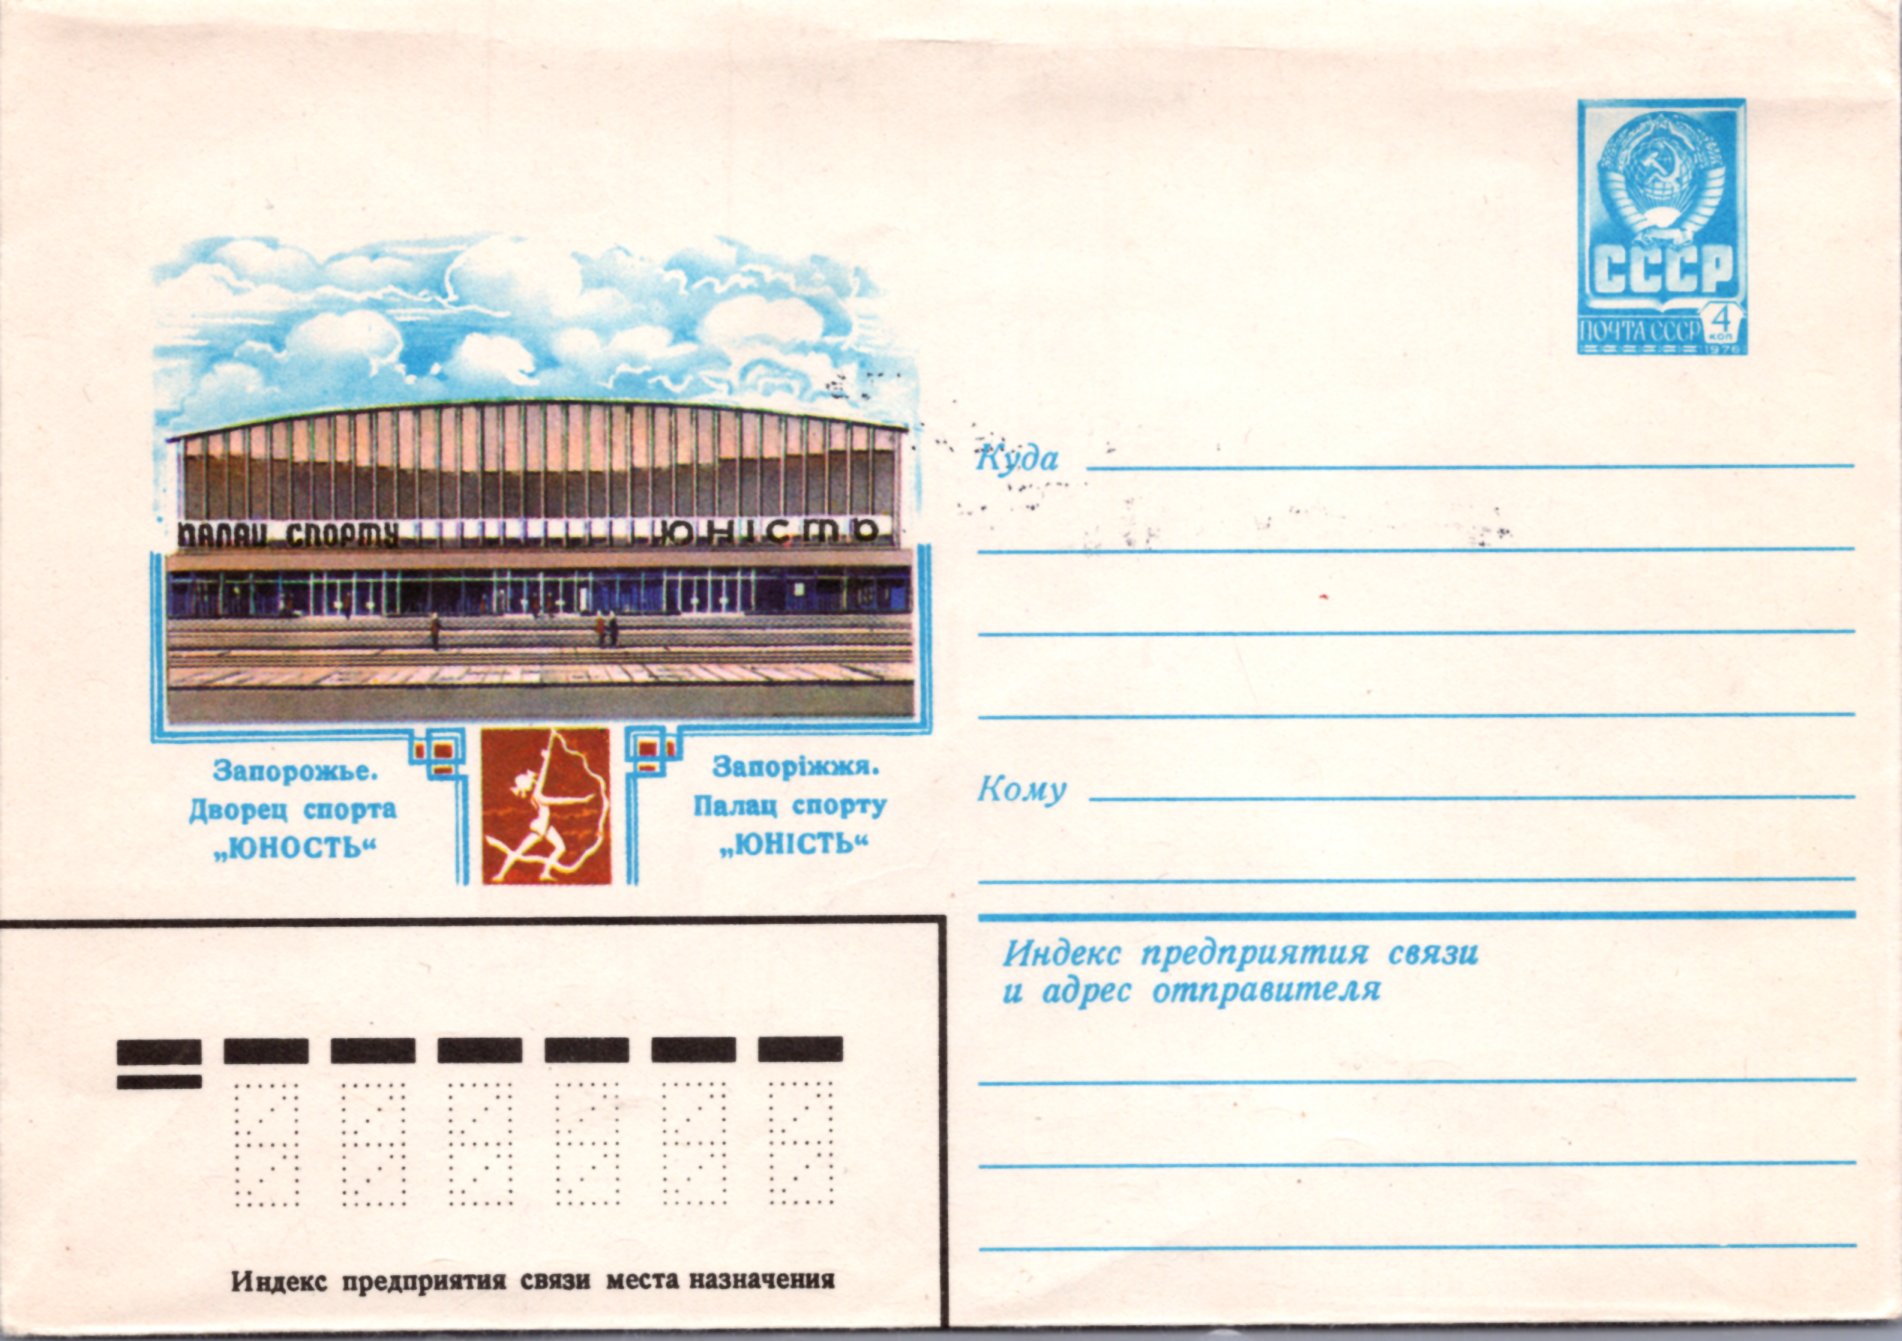 СССР
ПОЧТА СССР 4
КОП
1976
ПАЛАЦ СПОРТУ ЮНІСТЬ
Запорожье.
Дворец спорта
„ЮНОСТЬ“
Запоріжжя.
Палац спорту
„ЮНІСТЬ“
Куда
Кому
Индекс предприятия связи
и адрес отправителя
Индекс предприятия связи места назначения